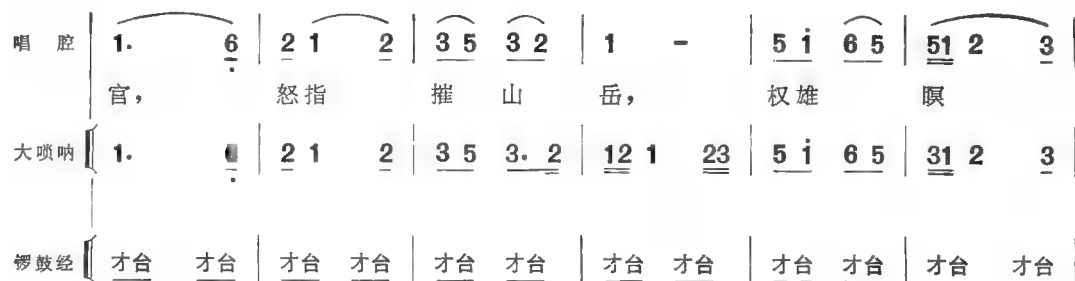 唱腔 1. 6 | 2 1 2 | 3 5 3 2 | 1 - | 5 i 6 5 | 51 2 3 |
官， 怒指 摧 山 岳， 权雄 瞑
大唢呐 1. | 2 1 2 | 3 5 3. 2 | 12 1 23 | 5 i 6 5 | 31 2 3 |
锣鼓经 才台 才台 | 才台 才台 | 才台 才台 | 才台 才台 | 才台 才台 | 才台 才台 |